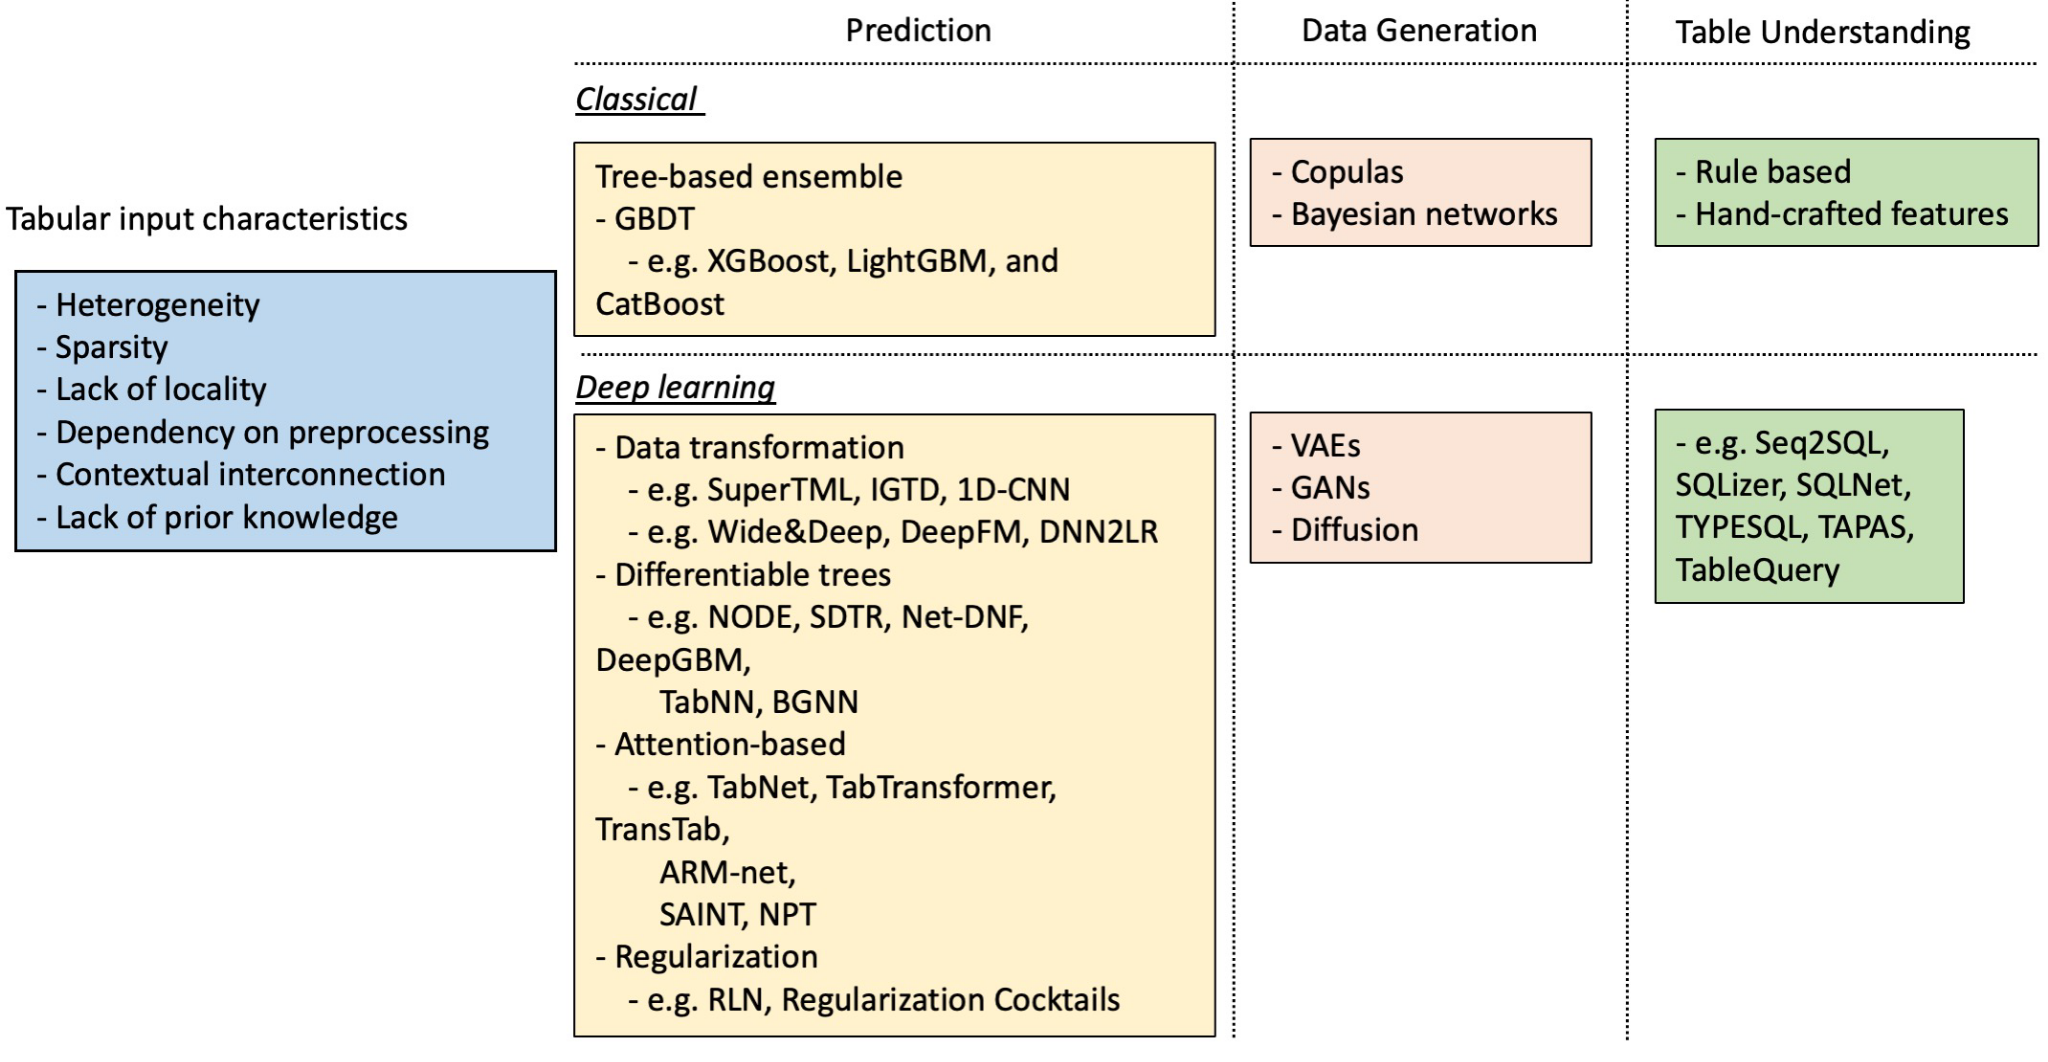 Prediction
Data Generation
Table Understanding
Classical
Tree-based ensemble
- GBDT
- e.g. XGBoost, LightGBM, and
CatBoost
- Copulas
- Bayesian networks
- Rule based
- Hand-crafted features
Tabular input characteristics
- Heterogeneity
- Sparsity
- Lack of locality
- Dependency on preprocessing
- Contextual interconnection
- Lack of prior knowledge
Deep learning
- Data transformation
- e.g. SuperTML, IGTD, 1D-CNN
- e.g. Wide&Deep, DeepFM, DNN2LR
- Differentiable trees
- e.g. NODE, SDTR, Net-DNF,
DeepGBM,
TabNN, BGNN
- Attention-based
- e.g. TabNet, TabTransformer,
TransTab,
ARM-net,
SAINT, NPT
- Regularization
- e.g. RLN, Regularization Cocktails
- VAEs
- GANs
- Diffusion
- e.g. Seq2SQL,
SQLizer, SQLNet,
TYPESQL, TAPAS,
TableQuery